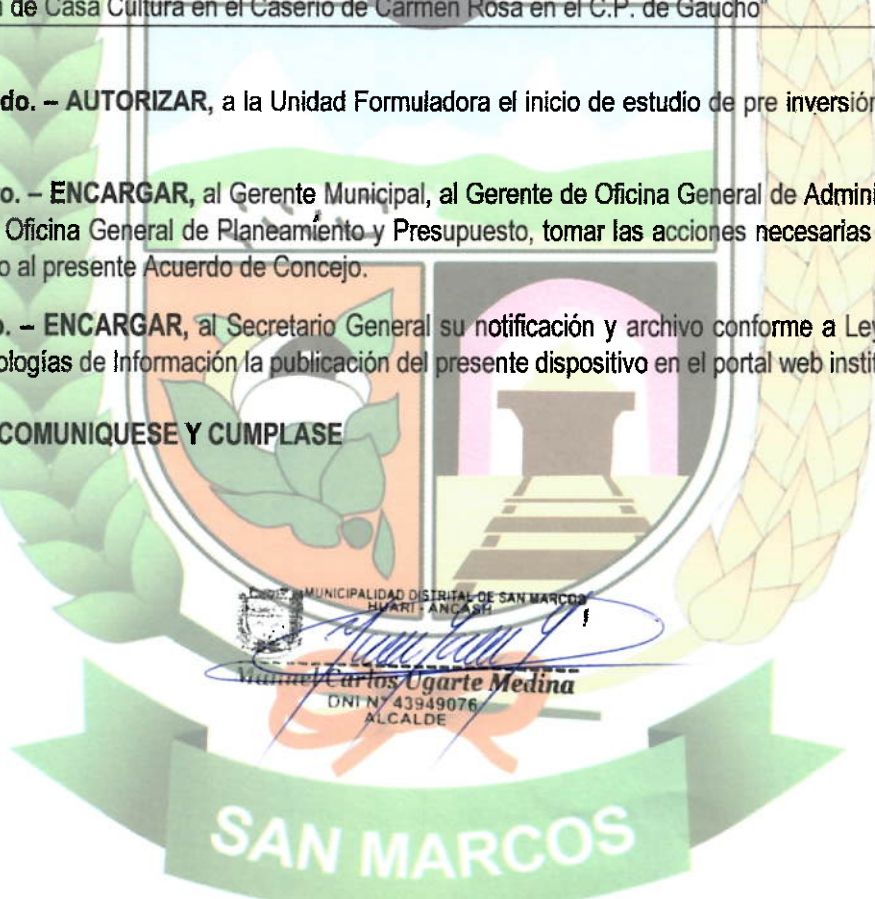 de Casa Cultura en el Caserio de Carmen Rosa en el C.P. de Gaucho"
do. – AUTORIZAR, a la Unidad Formuladora el inicio de estudio de pre inversión
o. – ENCARGAR, al Gerente Municipal, al Gerente de Oficina General de Admini
Oficina General de Planeamiento y Presupuesto, tomar las acciones necesarias
o al presente Acuerdo de Concejo.
o. – ENCARGAR, al Secretario General su notificación y archivo conforme a Ley
ologías de Información la publicación del presente dispositivo en el portal web instit
COMUNIQUESE Y CUMPLASE
MUNICIPALIDAD DISTRITAL DE SAN MARCOS
HUARI - ANCASH
Manuel Carlos Ugarte Medina
DNI N° 43949076
ALCALDE
SAN MARCOS